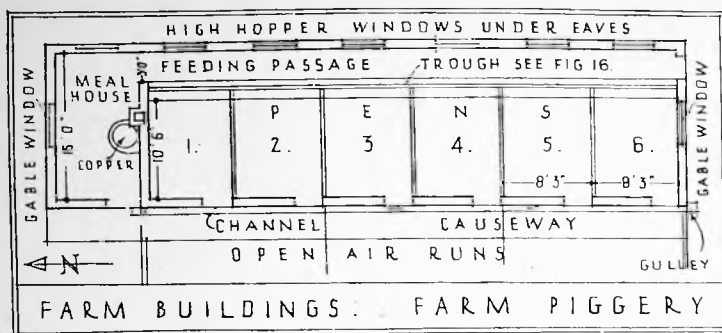 HIGH HOPPER WINDOWS UNDER EAVES
FEEDING PASSAGE
TROUGH SEE FIG 16.
GABLE WINDOW
MEAL HOUSE
COPPER
15'.0"
10'.6"
P E N S
1. 2. 3 4. 5. 6.
8'3" 8'3"
GABLE WINDOW
CHANNEL CAUSEWAY
OPEN AIR RUNS
N
GULLEY
FARM BUILDINGS. FARM PIGGERY